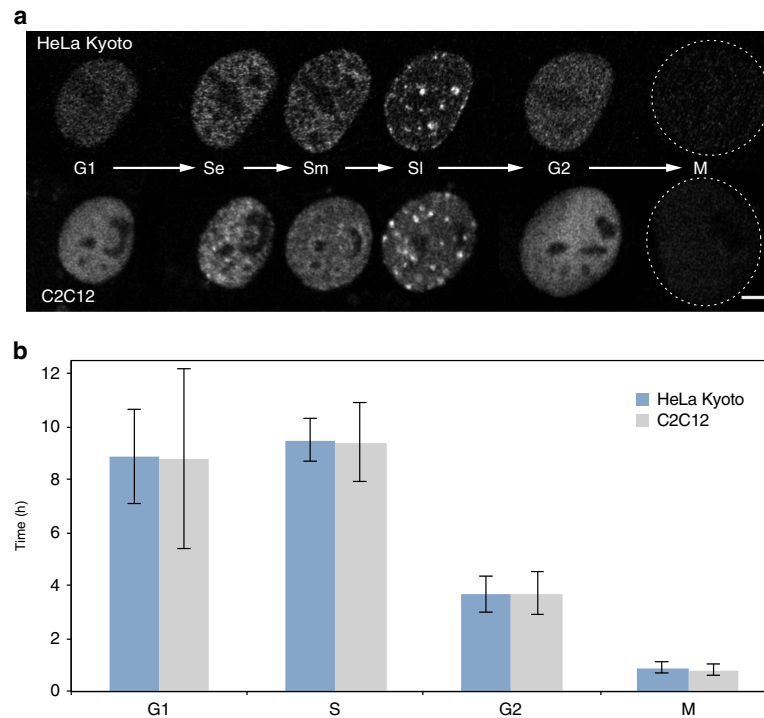 a
HeLa Kyoto
G1 Se Sm Sl G2 M
C2C12
b
12
10
8
6
4
2
0
Time (h)
HeLa Kyoto
C2C12
G1 S G2 M